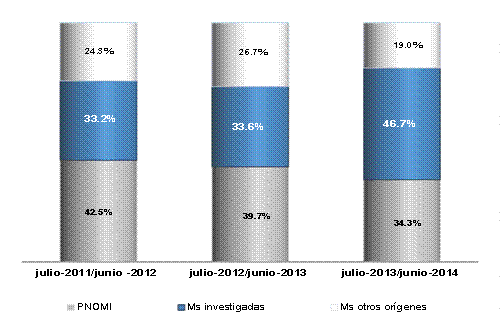 24.3% 26.7% 19.0%
33.2% 33.6% 46.7%
42.5% 39.7% 34.3%
julio-2011/junio -2012 julio-2012/junio-2013 julio-2013/junio-2014
PNOMI Ms investigadas Ms otros orígenes